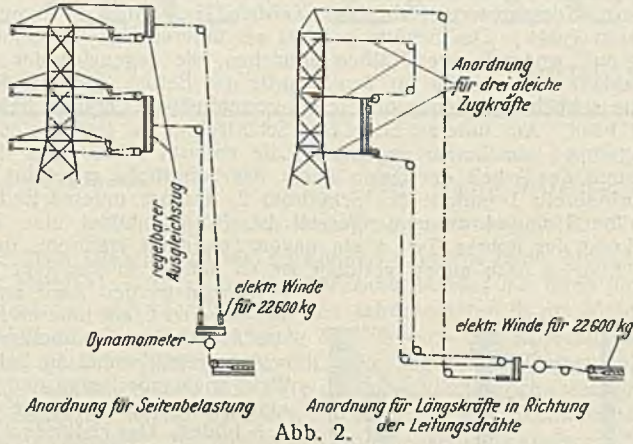 Anordnung
für drei gleiche
Zugkräfte
regelbarer
Ausgleichszug
elektr. Winde
für 22600 kg
Dynamometer
elektr. Winde für 22600 kg
Anordnung für Seitenbelastung
Anordnung für Längskräfte in Richtung
der Leitungsdrähte
Abb. 2.